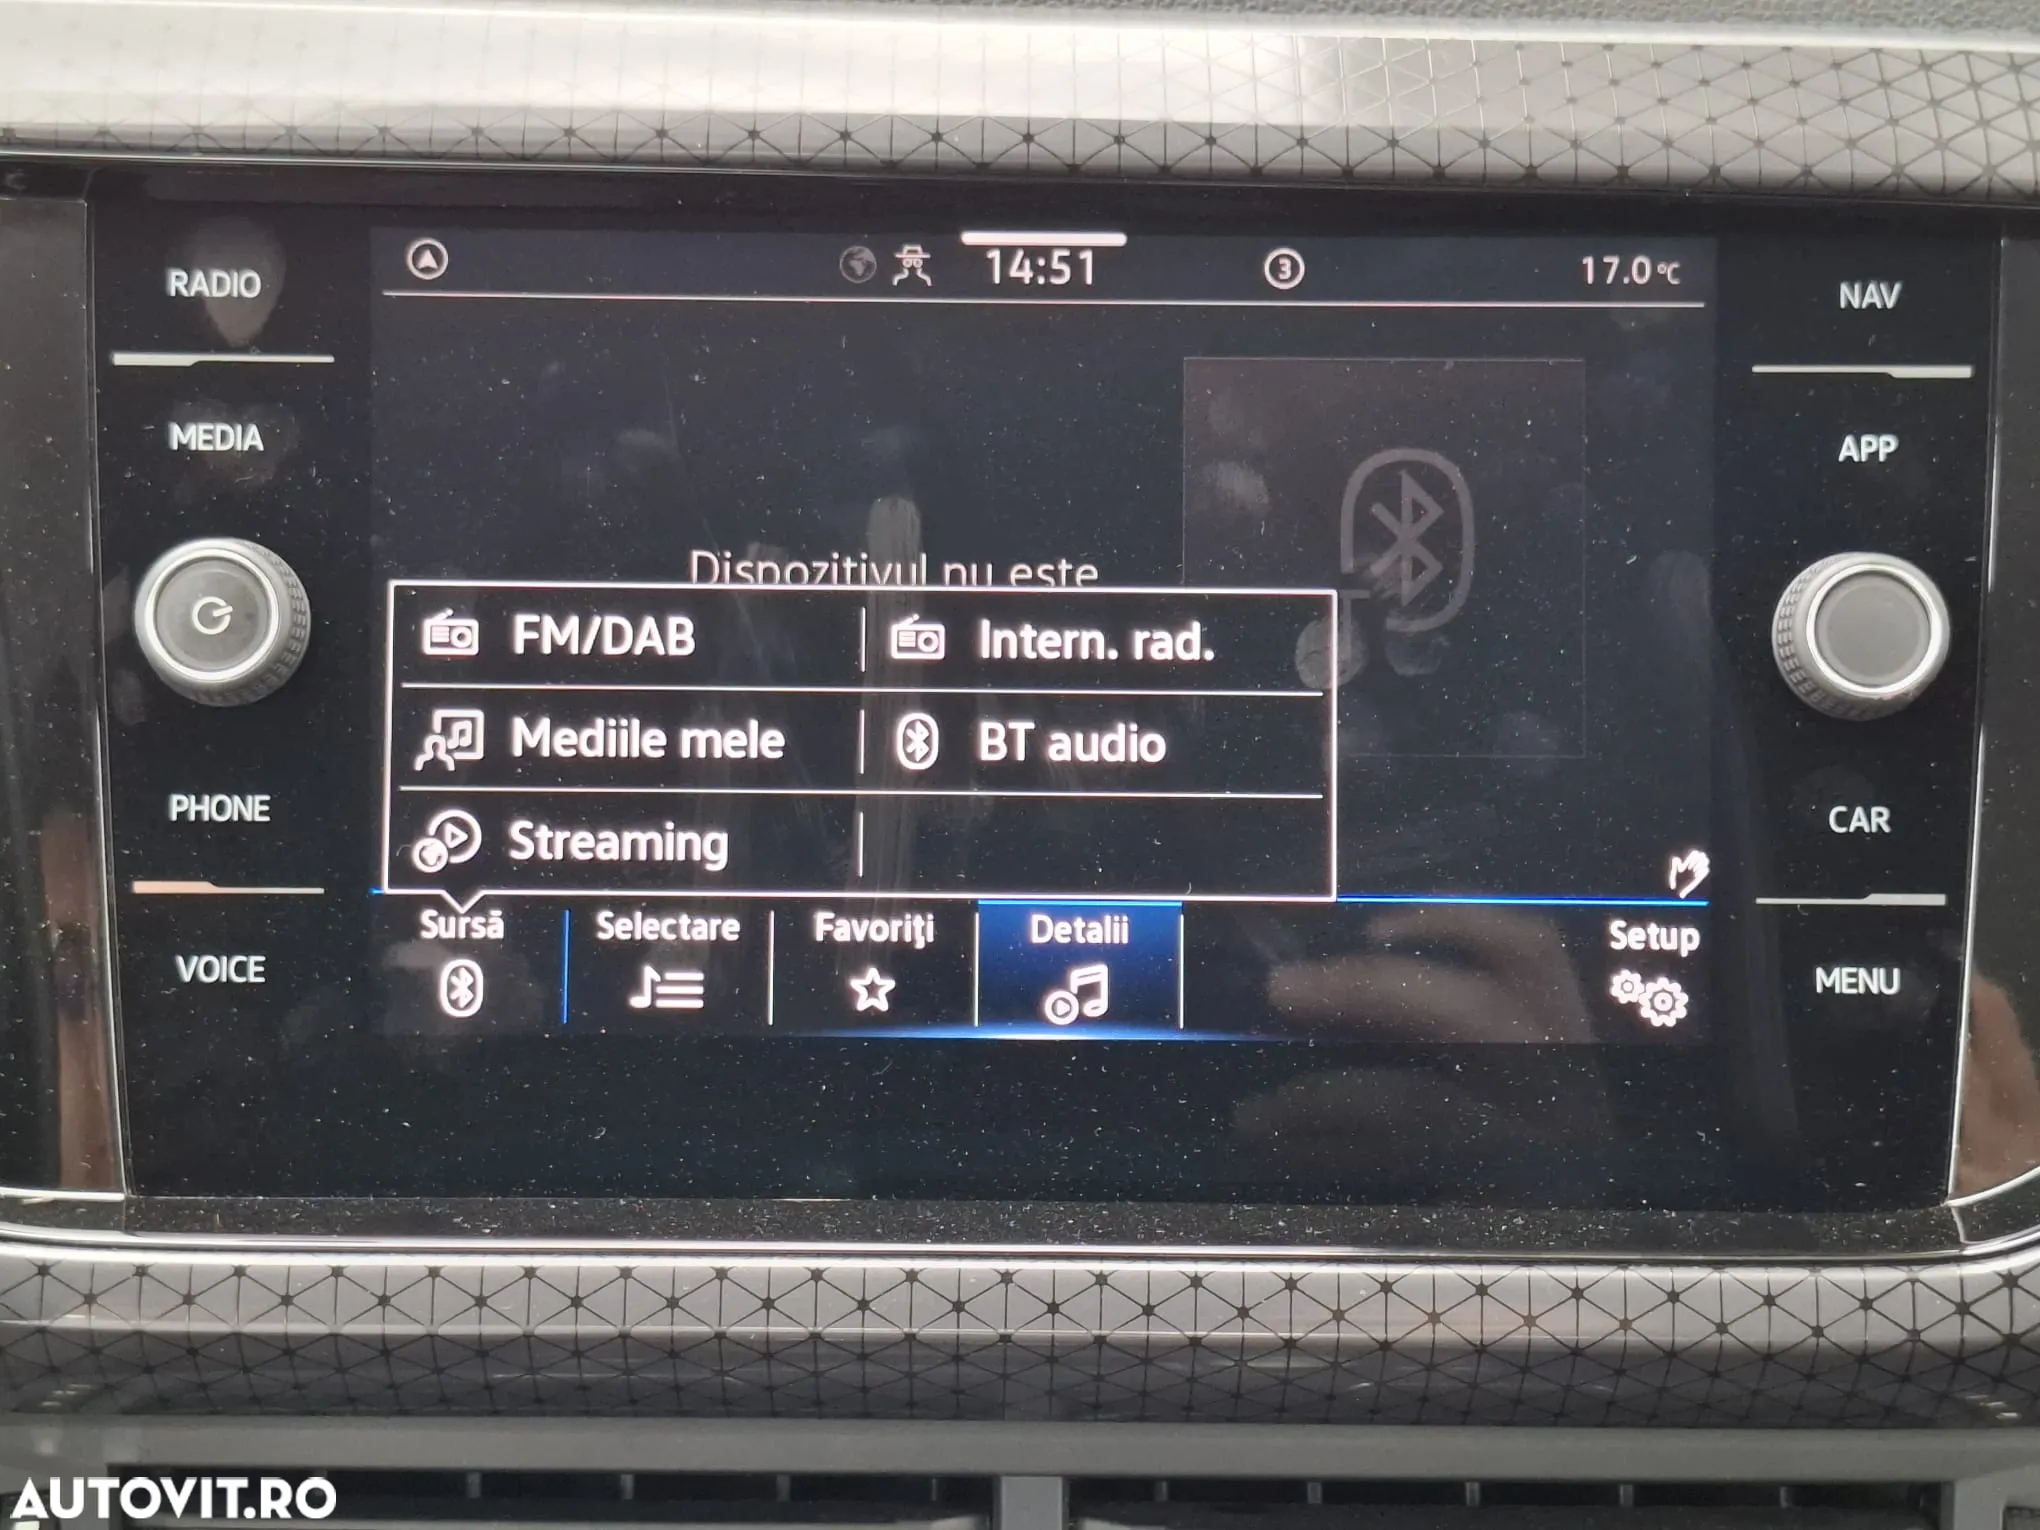 14:51
3
17.0°C
RADIO
NAV
MEDIA
APP
Dispozitivul nu este
FM/DAB
Intern. rad.
Mediile mele
BT audio
Streaming
PHONE
CAR
Sursă
Selectare
Favoriţi
Detalii
Setup
VOICE
MENU
AUTOVIT.RO